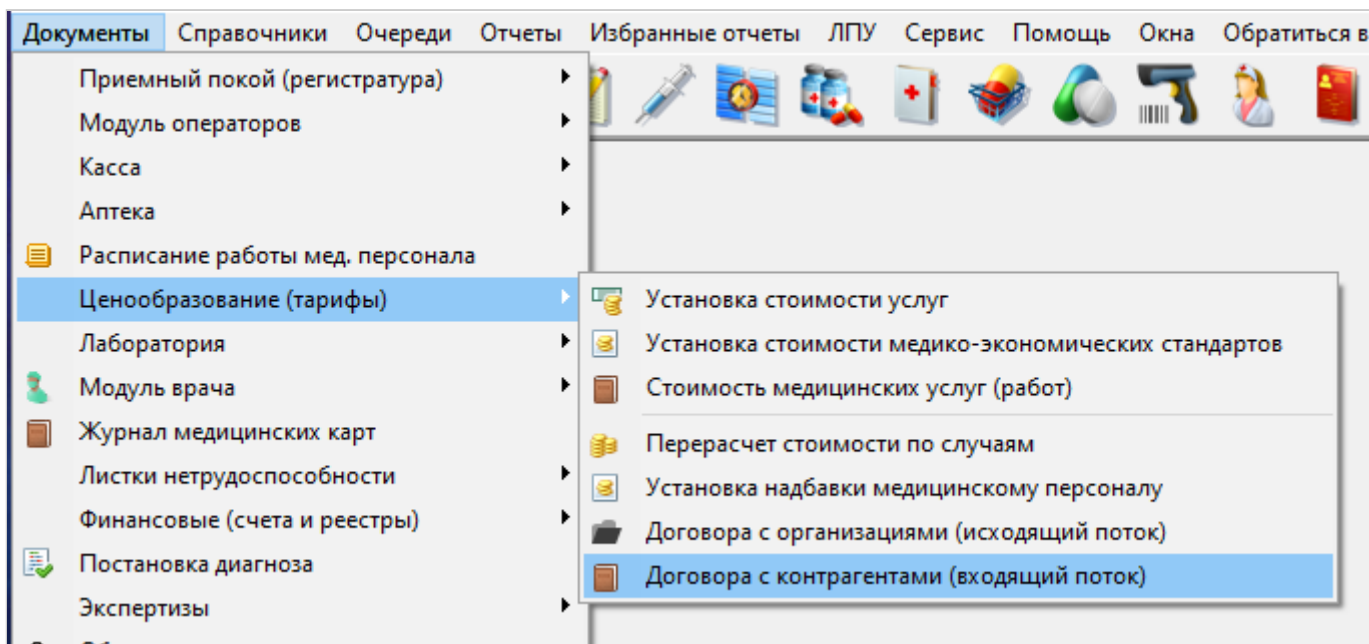 Документы Справочники Очереди Отчеты Избранные отчеты ЛПУ Сервис Помощь Окна Обратиться в
Приемный покой (регистратура)
Модуль операторов
Касса
Аптека
Расписание работы мед. персонала
Ценообразование (тарифы)
Лаборатория
Модуль врача
Журнал медицинских карт
Листки нетрудоспособности
Финансовые (счета и реестры)
Постановка диагноза
Экспертизы
Установка стоимости услуг
Установка стоимости медико-экономических стандартов
Стоимость медицинских услуг (работ)
Перерасчет стоимости по случаям
Установка надбавки медицинскому персоналу
Договора с организациями (исходящий поток)
Договора с контрагентами (входящий поток)